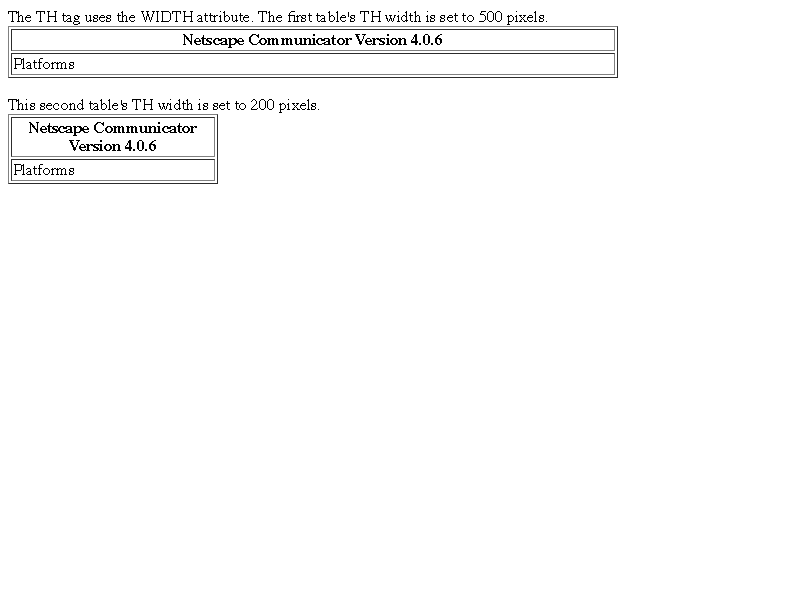 The TH tag uses the WIDTH attribute. The first table's TH width is set to 500 pixels.
Netscape Communicator Version 4.0.6
Platforms
This second table's TH width is set to 200 pixels.
Netscape Communicator
Version 4.0.6
Platforms